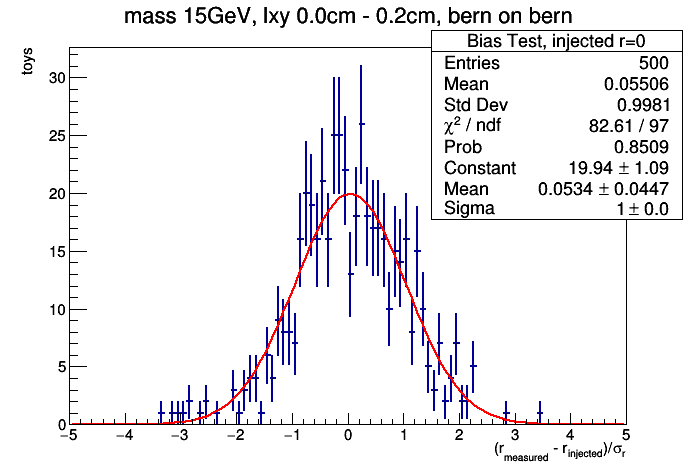 mass 15GeV, lxy 0.0cm - 0.2cm, bern on bern
toys
Bias Test, injected r=0
Entries 500
Mean 0.05506
Std Dev 0.9981
χ² / ndf 82.61 / 97
Prob 0.8509
Constant 19.94 ± 1.09
Mean 0.0534 ± 0.0447
Sigma 1 ± 0.0
30
25
20
15
10
5
0
−5 −4 −3 −2 −1 0 1 2 3 4 5
(r_measured - r_injected)/σ_r